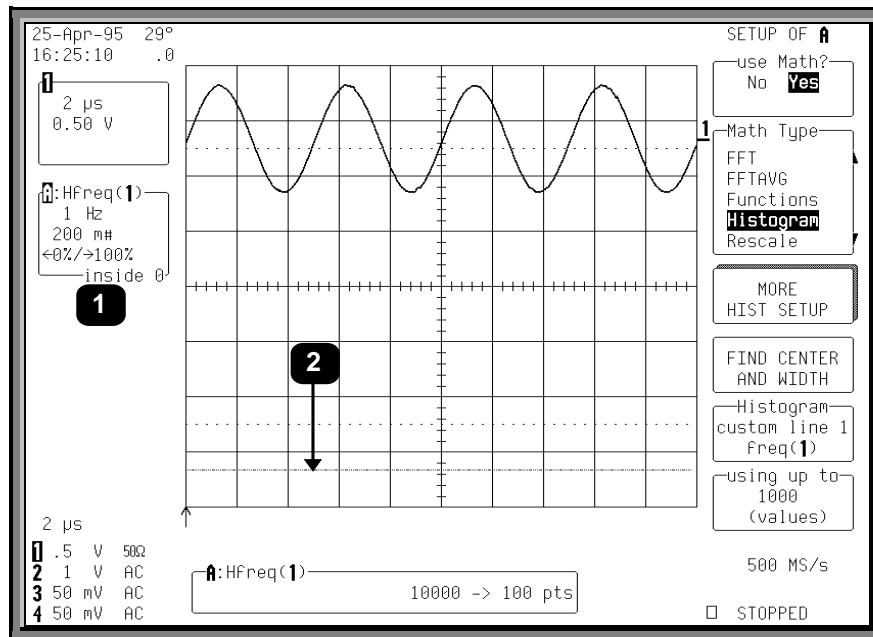 25-Apr-95 29°
16:25:10 .0
1
2 µs
0.50 V
A:Hfreq(1)
1 Hz
200 m#
←0%/→100%
inside 0
1
2
1
SETUP OF A
use Math?
No Yes
Math Type
FFT
FFTAVG
Functions
Histogram
Rescale
MORE
HIST SETUP
FIND CENTER
AND WIDTH
Histogram
custom line 1
freq(1)
using up to
1000
(values)
2 µs
1 .5 V 50Ω
2 1 V AC
3 50 mV AC
4 50 mV AC
A:Hfreq(1)
10000 -> 100 pts
500 MS/s
STOPPED